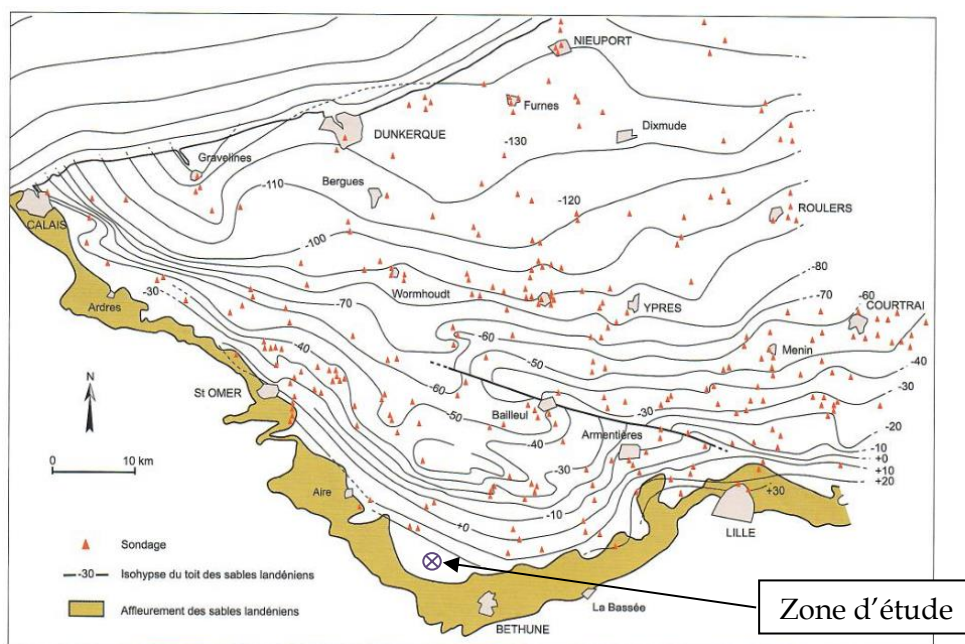 NIEUPORT
Furnes
DUNKERQUE
Dixmude
-130
Gravelines
Bergues
-110
-120
ROULERS
CALAIS
-100
-80
-30
Wormhoudt
-70
-70
-60
YPRES
COURTRAI
Ardres
-60
Menin
-40
-50
-40
N
St OMER
-60
-30
-50
Bailleul
-30
-20
-40
Armentières
-10
+0
0 10 km
-30
+10
+20
Aire
-10
+30
+0
LILLE
Sondage
-30 Isohypse du toit des sables landéniens
La Bassée
Affleurement des sables landéniens
BETHUNE
Zone d'étude